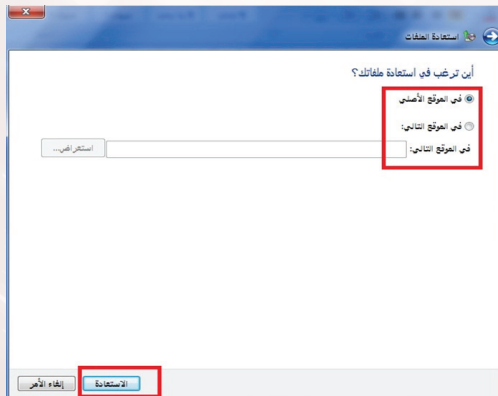 استعادة الملفات
أين ترغب في استعادة ملفاتك؟
في الموقع الأصلي
في الموقع التالي:
في الموقع التالي:
استعراض...
الاستعادة
إلغاء الأمر